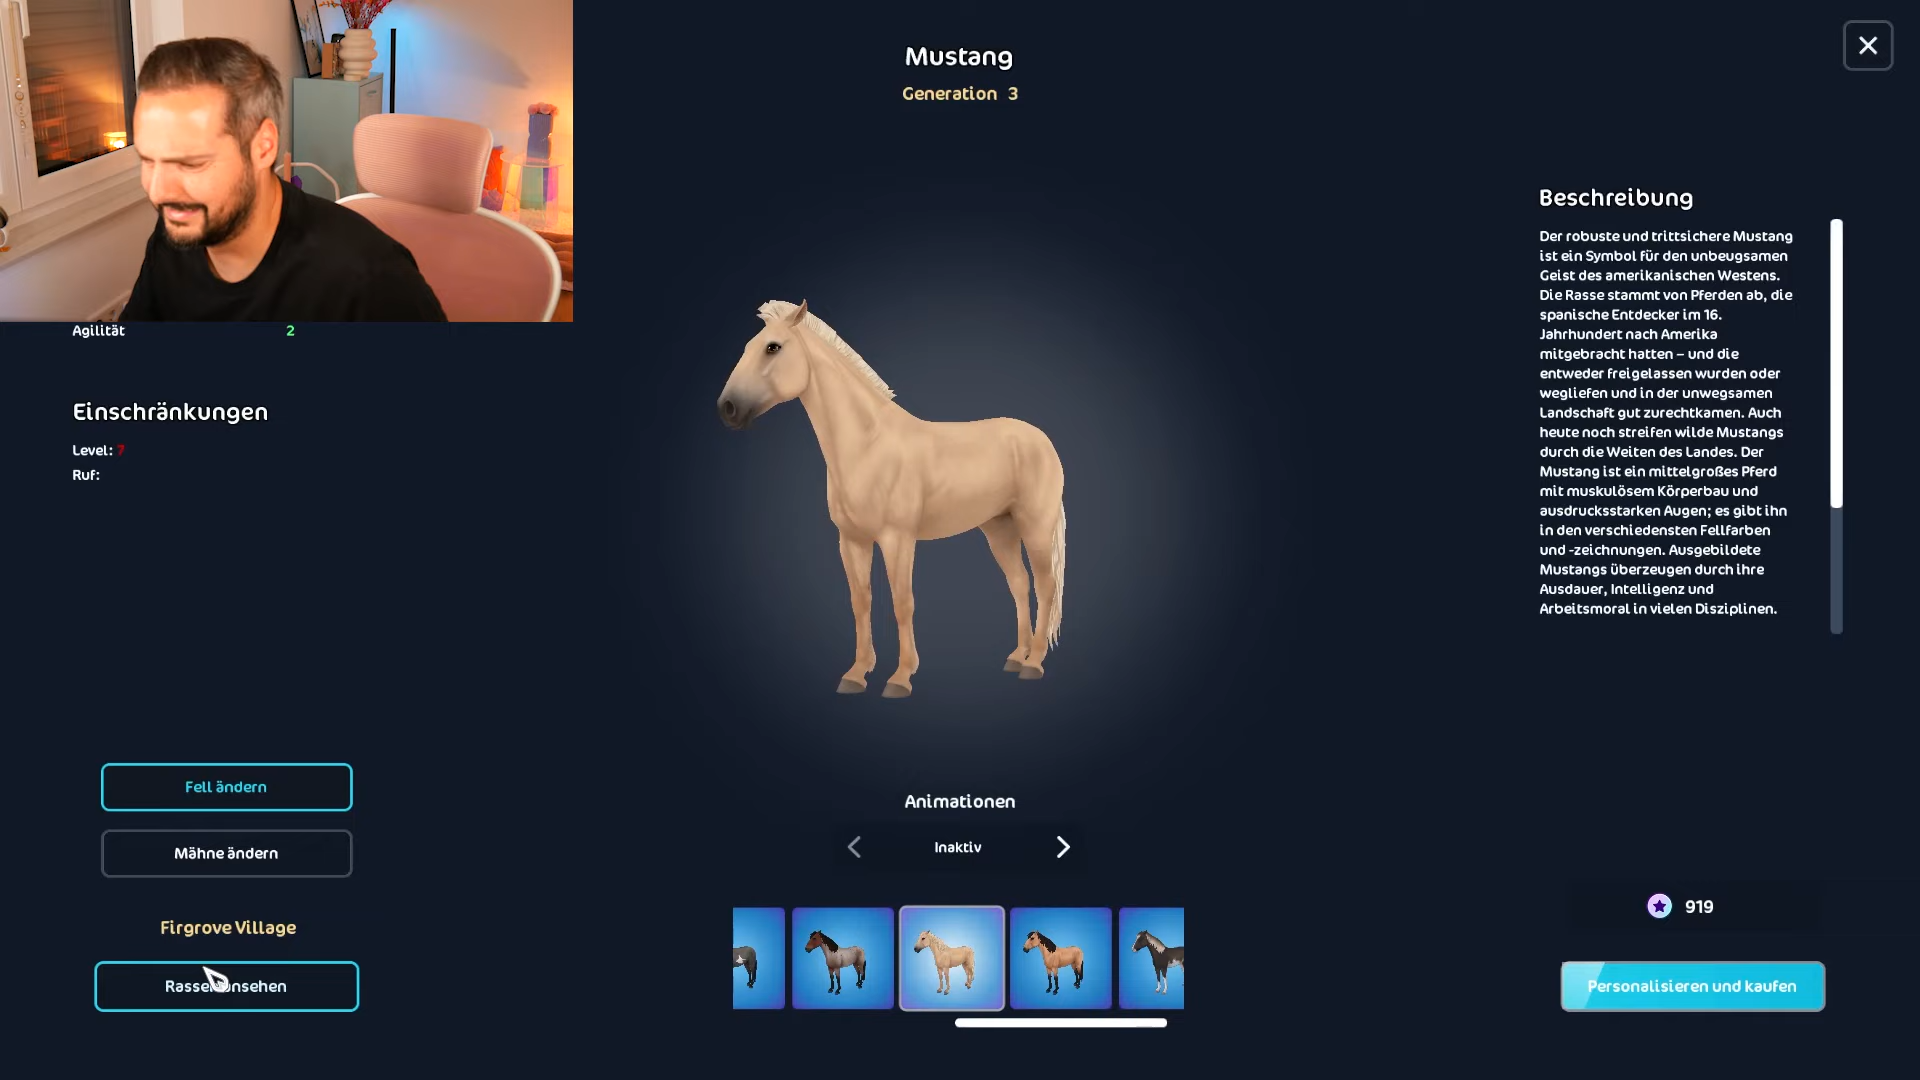 Mustang
Generation 3
Agilität 2
Einschränkungen
Level: 7
Ruf:
Fell ändern
Mähne ändern
Firgrove Village
Rassen ansehen
Animationen
Inaktiv
Beschreibung
Der robuste und trittsichere Mustang
ist ein Symbol für den unbeugsamen
Geist des amerikanischen Westens.
Die Rasse stammt von Pferden ab, die
spanische Entdecker im 16.
Jahrhundert nach Amerika
mitgebracht hatten – und die
entweder freigelassen wurden oder
wegliefen und in der unwegsamen
Landschaft gut zurechtkamen. Auch
heute noch streifen wilde Mustangs
durch die Weiten des Landes. Der
Mustang ist ein mittelgroßes Pferd
mit muskulösem Körperbau und
ausdrucksstarken Augen; es gibt ihn
in den verschiedensten Fellfarben
und -zeichnungen. Ausgebildete
Mustangs überzeugen durch ihre
Ausdauer, Intelligenz und
Arbeitsmoral in vielen Disziplinen.
919
Personalisieren und kaufen